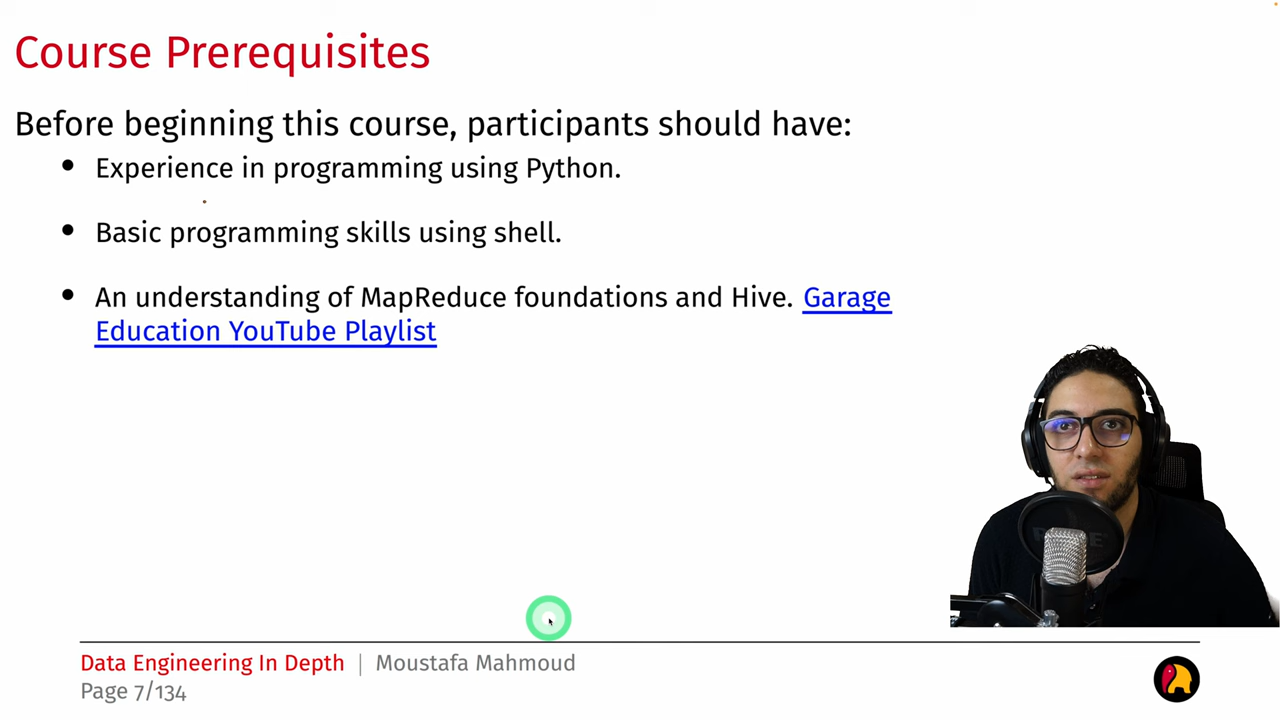 Course Prerequisites
Before beginning this course, participants should have:
• Experience in programming using Python.
• Basic programming skills using shell.
• An understanding of MapReduce foundations and Hive. Garage
Education YouTube Playlist
Data Engineering In Depth | Moustafa Mahmoud
Page 7/134